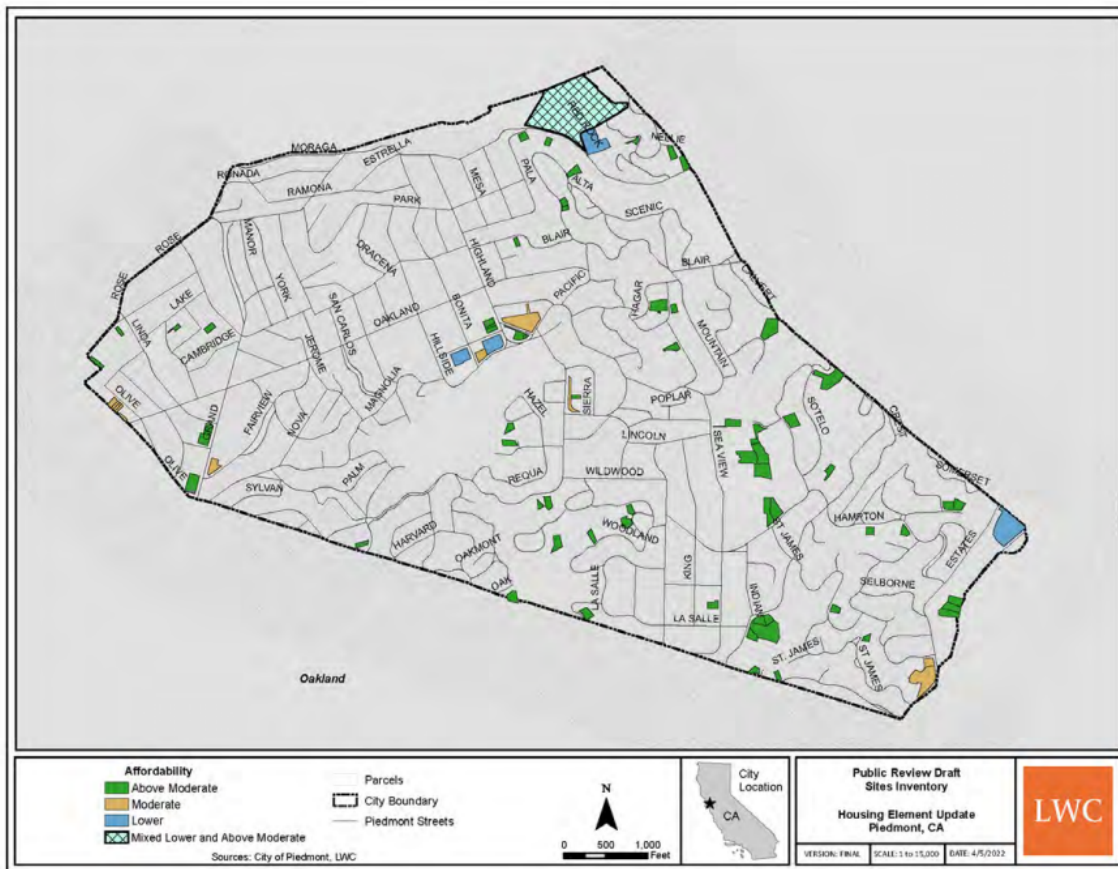 MORAGA
RONADA
ESTRELLA
RAMONA
PARK
MESA
PALA
NELLIE
ALTA
SCENIC
BLAIR
BLAIR
CALVERT
ROSE
ROSE
MANOR
YORK
DRACENA
HIGHLAND
PACIFIC
HAGAR
MOUNTAIN
LINDA
LAKE
CAMBRIDGE
SAN CARLOS
OAKLAND
BONITA
HILLSIDE
JEROME
MAGNOLIA
OLIVE
GRAND
FAIRVIEW
NOVA
HAZEL
SIERRA
POPLAR
LINCOLN
SEA VIEW
SOTELO
CREST
SOMERSET
OLIVE
SYLVAN
PALM
REQUA
WILDWOOD
HARVARD
OAKMONT
WOODLAND
ST JAMES
HAMPTON
ESTATES
OAK
LA SALLE
KING
INDIAN
SELBORNE
LA SALLE
ST. JAMES
ST JAMES
Oakland
Affordability
Above Moderate
Moderate
Lower
Mixed Lower and Above Moderate
Parcels
City Boundary
Piedmont Streets
Sources: City of Piedmont, LWC
N
0 500 1,000
Feet
City
Location
CA
Public Review Draft
Sites Inventory
Housing Element Update
Piedmont, CA
VERSION: FINAL SCALE: 1 to 15,000 DATE: 4/5/2022
LWC